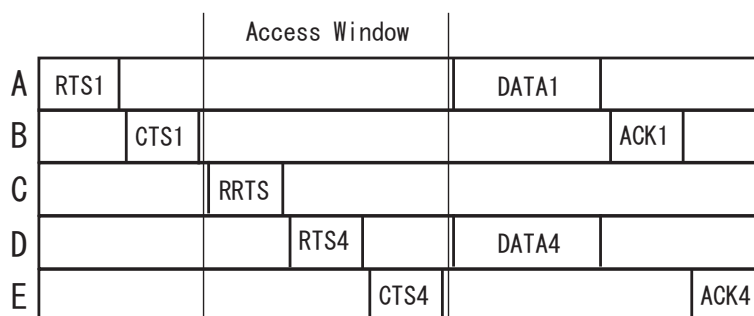 Access Window
A RTS1 DATA1
B CTS1 ACK1
C RRTS
D RTS4 DATA4
E CTS4 ACK4